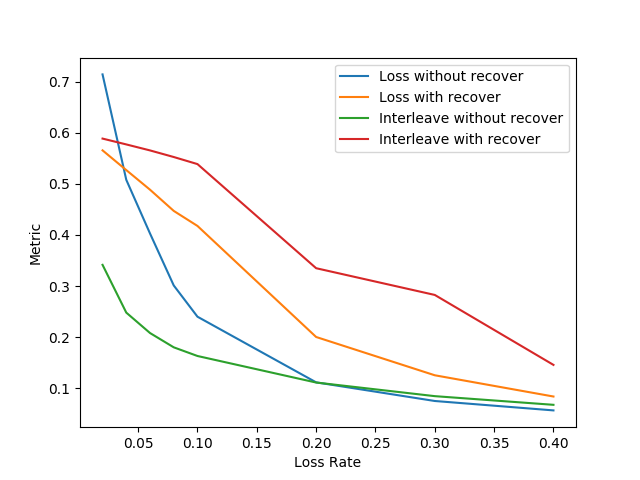 Loss without recover
Loss with recover
Interleave without recover
Interleave with recover
Metric
0.7
0.6
0.5
0.4
0.3
0.2
0.1
0.05 0.10 0.15 0.20 0.25 0.30 0.35 0.40
Loss Rate